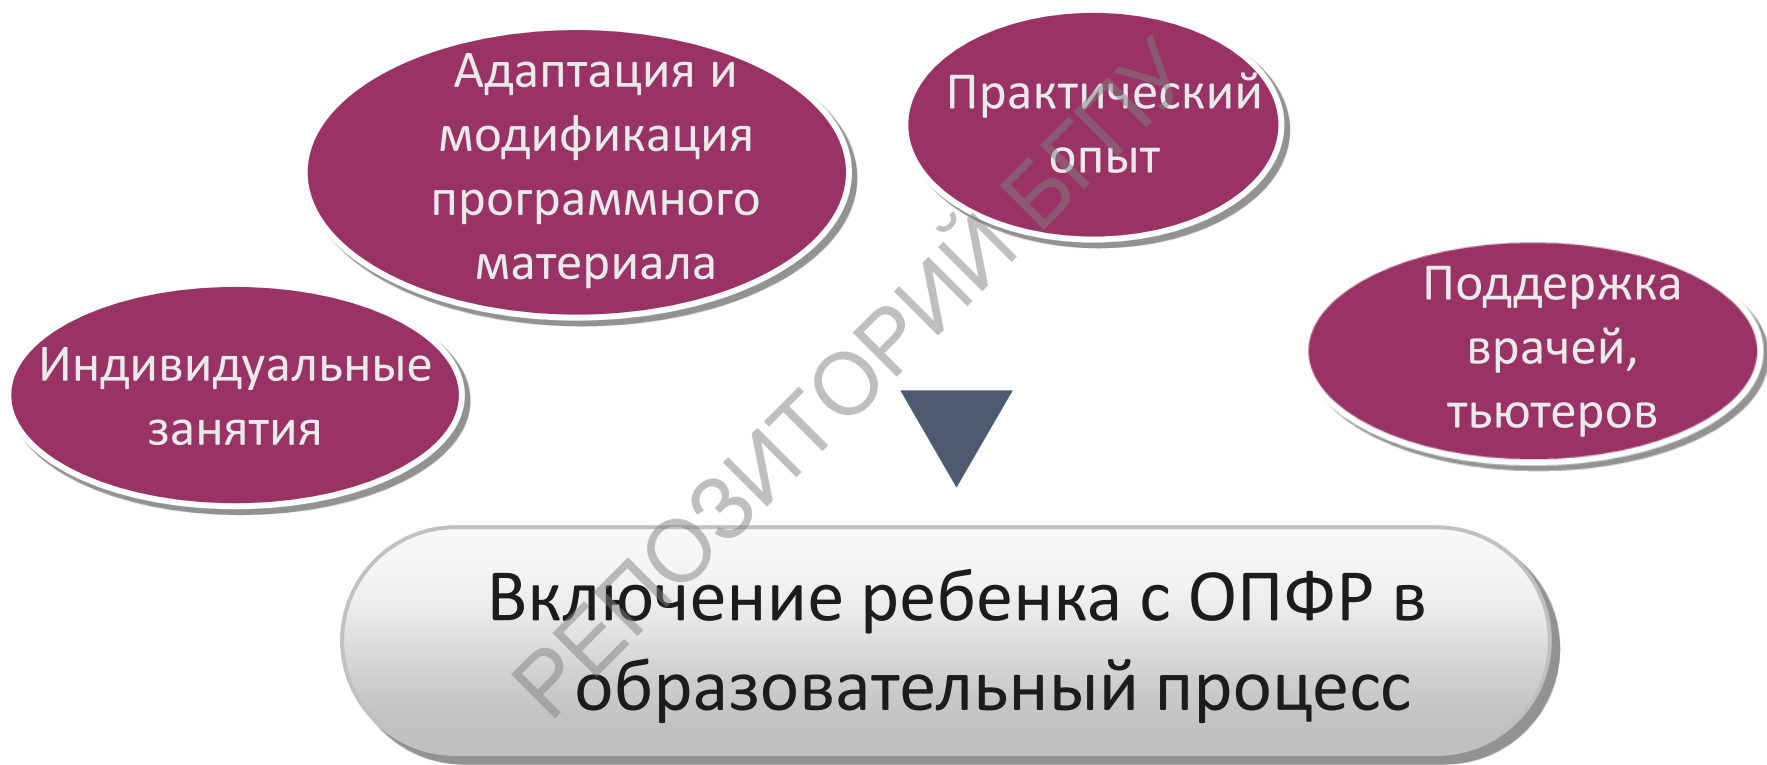 Адаптация и
модификация
программного
материала
Практический
опыт
Индивидуальные
занятия
Поддержка
врачей,
тьютеров
РЕПОЗИТОРИЙ БГПУ
Включение ребенка с ОПФР в
образовательный процесс